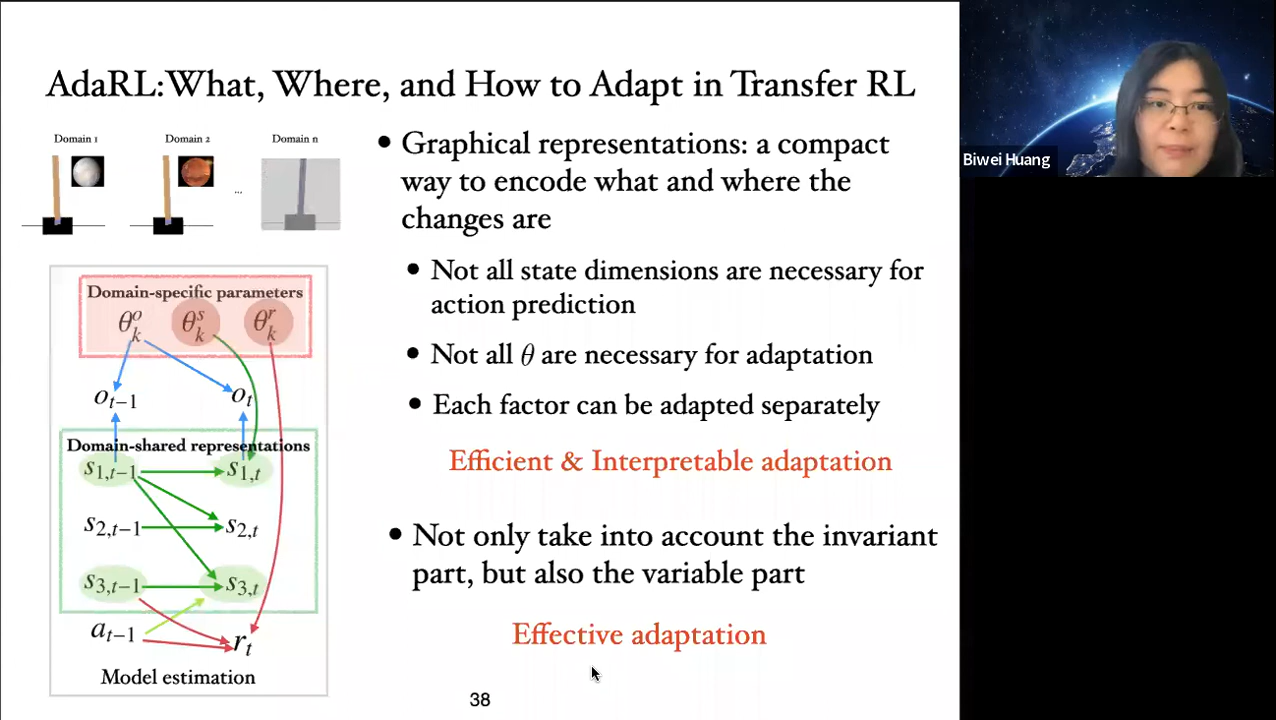 AdaRL: What, Where, and How to Adapt in Transfer RL
Domain 1
Domain 2
...
Domain n
Domain-specific parameters
θ_k^o θ_k^s θ_k^r
o_{t−1} o_t
Domain-shared representations
s_{1,t−1} s_{1,t}
s_{2,t−1} s_{2,t}
s_{3,t−1} s_{3,t}
a_{t−1} r_t
Model estimation
• Graphical representations: a compact
way to encode what and where the
changes are
• Not all state dimensions are necessary for
action prediction
• Not all θ are necessary for adaptation
• Each factor can be adapted separately
Efficient & Interpretable adaptation
• Not only take into account the invariant
part, but also the variable part
Effective adaptation
38
Biwei Huang